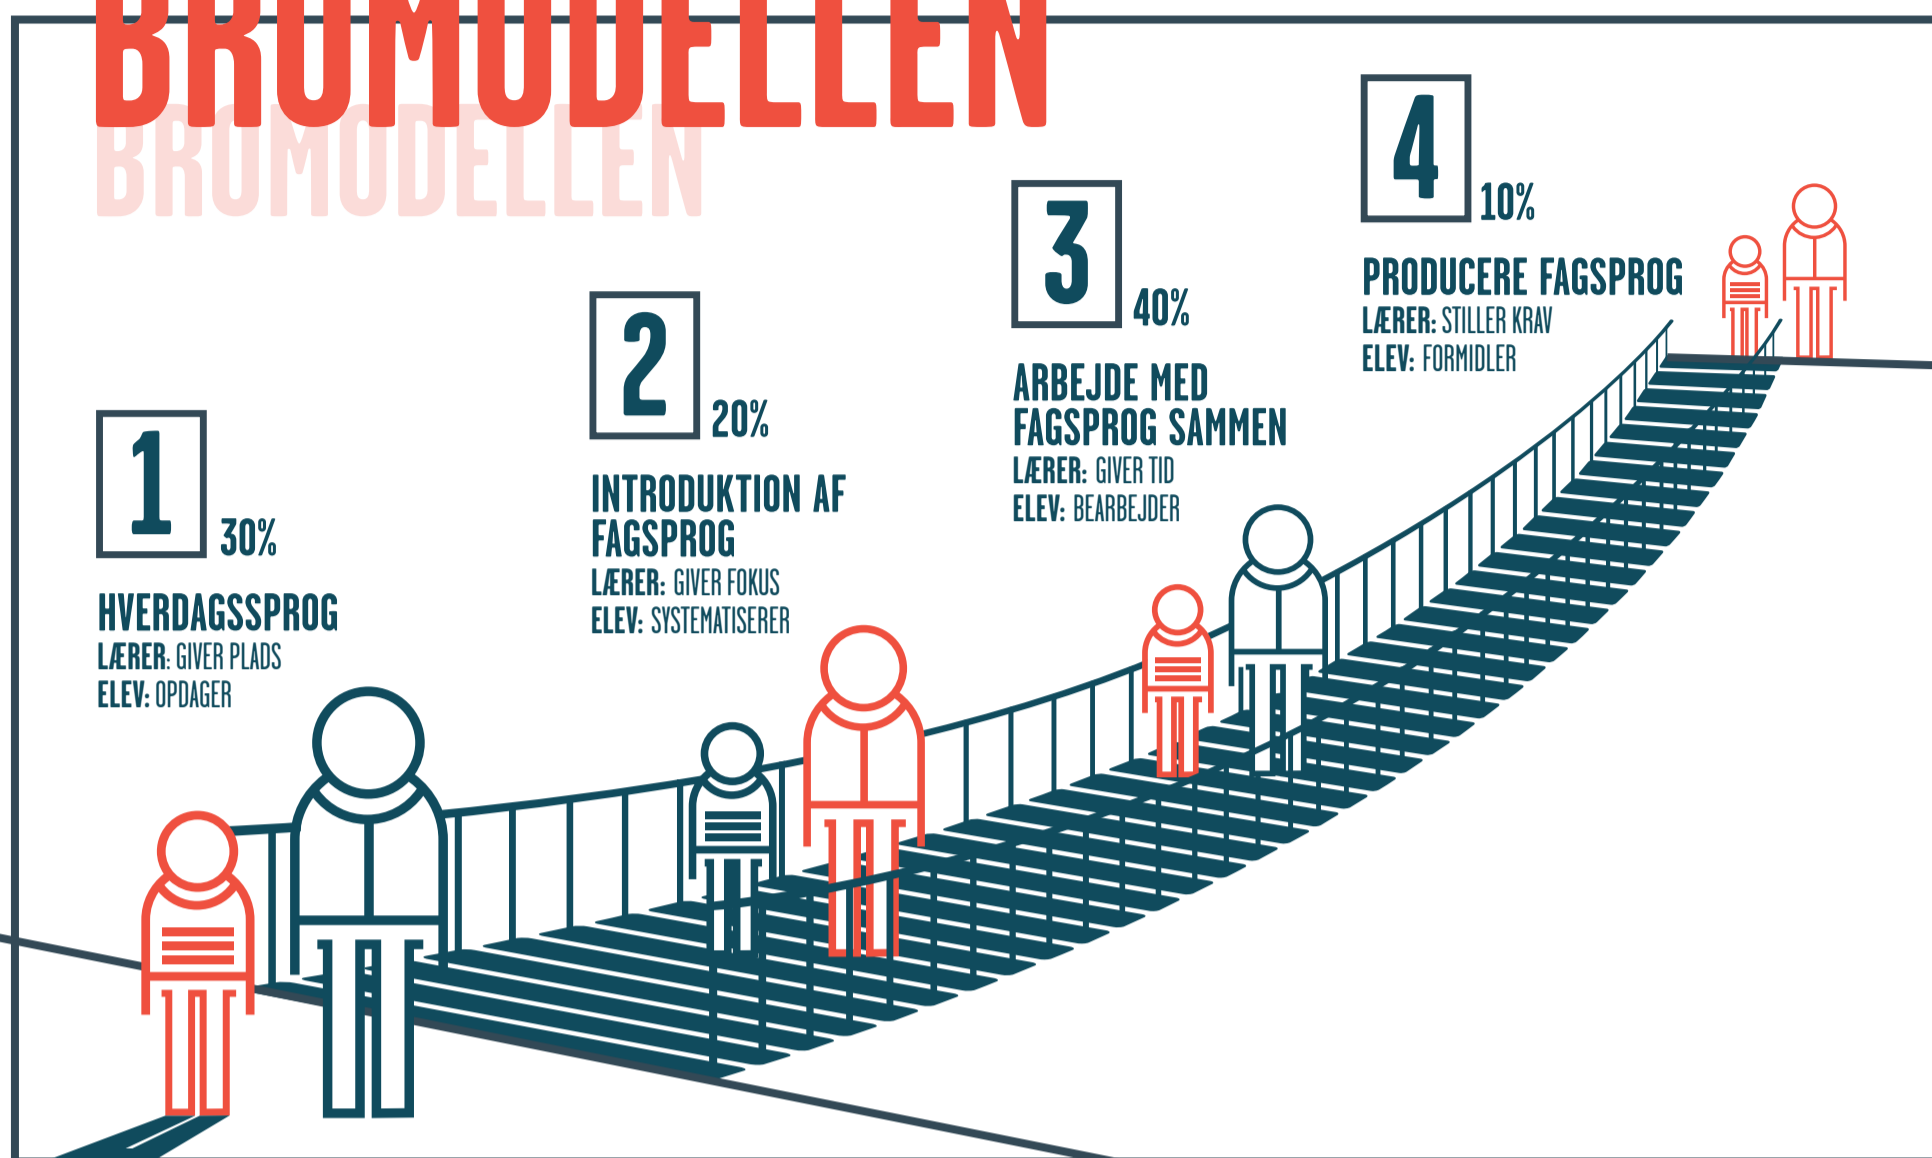 BROMODELLEN
BROMODELLEN
1
30%
HVERDAGSSPROG
LÆRER: GIVER PLADS
ELEV: OPDAGER
2
20%
INTRODUKTION AF
FAGSPROG
LÆRER: GIVER FOKUS
ELEV: SYSTEMATISERER
3
40%
ARBEJDE MED
FAGSPROG SAMMEN
LÆRER: GIVER TID
ELEV: BEARBEJDER
4
10%
PRODUCERE FAGSPROG
LÆRER: STILLER KRAV
ELEV: FORMIDLER